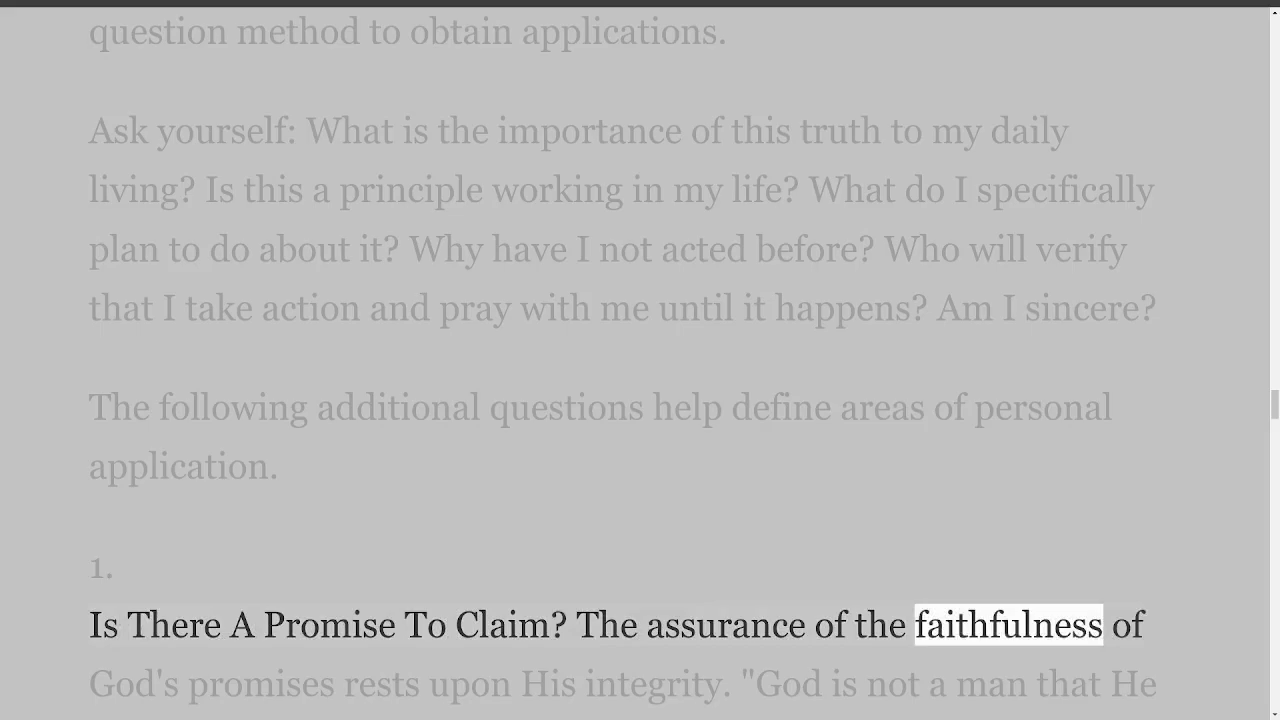 question method to obtain applications.
Ask yourself: What is the importance of this truth to my daily
living? Is this a principle working in my life? What do I specifically
plan to do about it? Why have I not acted before? Who will verify
that I take action and pray with me until it happens? Am I sincere?
The following additional questions help define areas of personal
application.
1.
Is There A Promise To Claim? The assurance of the faithfulness of
God's promises rests upon His integrity. "God is not a man that He